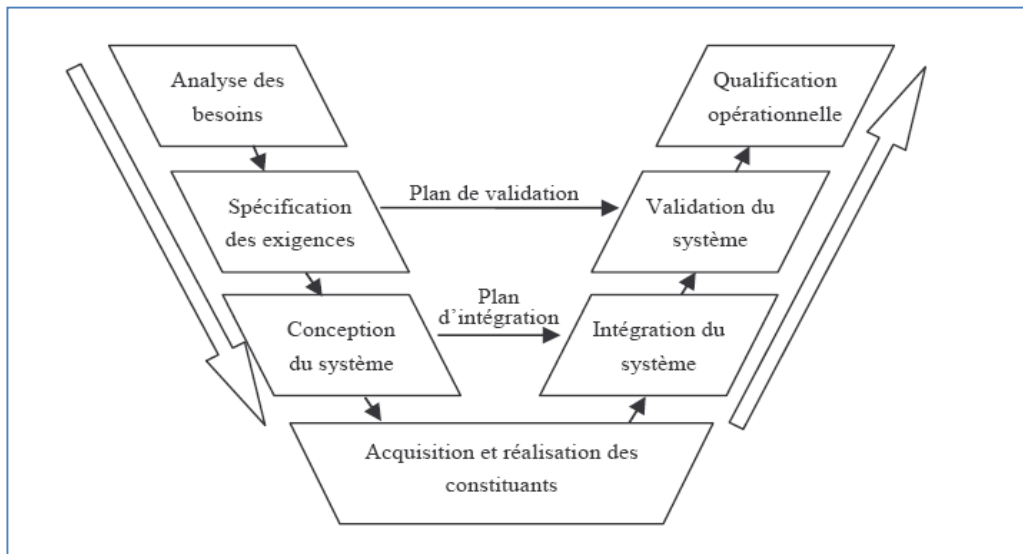 Analyse des
besoins
Qualification
opérationnelle
Spécification
des exigences
Plan de validation
Validation du
système
Conception
du système
Plan
d’intégration
Intégration du
système
Acquisition et réalisation des
constituants